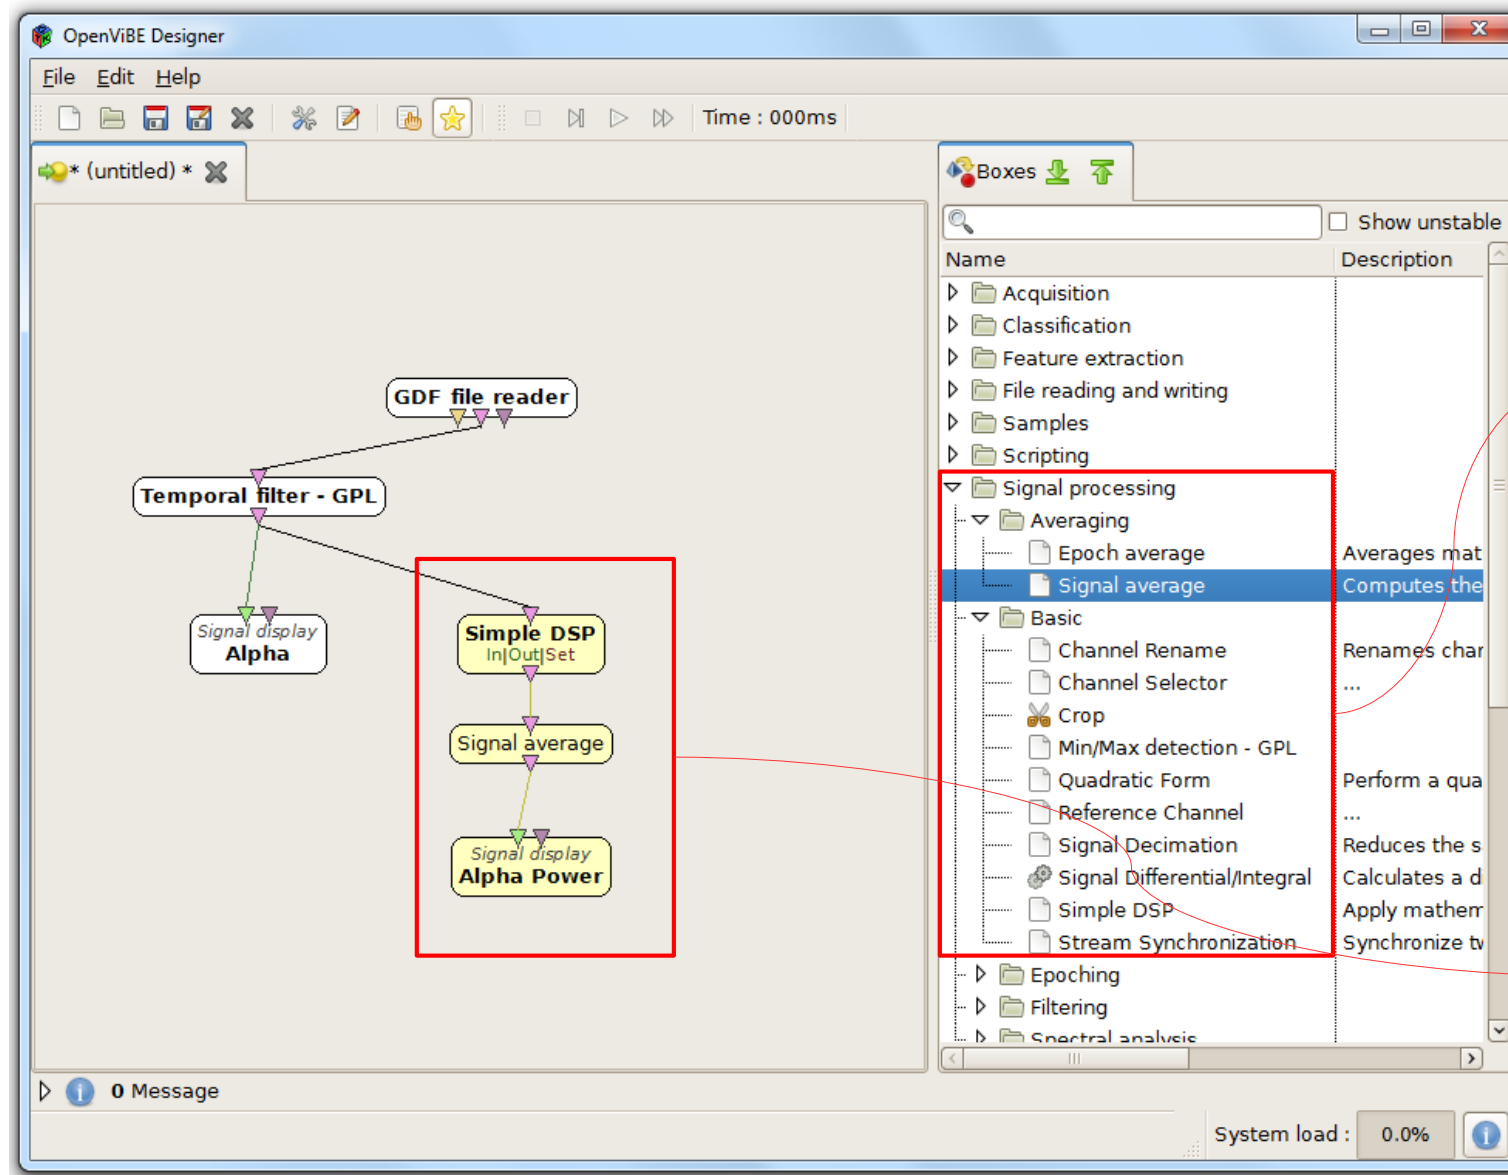 OpenViBE Designer
File Edit Help
Time : 000ms
* (untitled) *
GDF file reader
Temporal filter - GPL
Signal display
Alpha
Simple DSP
In|Out|Set
Signal average
Signal display
Alpha Power
Boxes
Show unstable
Name Description
Acquisition
Classification
Feature extraction
File reading and writing
Samples
Scripting
Signal processing
Averaging
Epoch average Averages mat
Signal average Computes the
Basic
Channel Rename Renames char
Channel Selector ...
Crop
Min/Max detection - GPL
Quadratic Form Perform a qua
Reference Channel ...
Signal Decimation Reduces the s
Signal Differential/Integral Calculates a d
Simple DSP Apply mathem
Stream Synchronization Synchronize tw
Epoching
Filtering
Spectral analysis
0 Message
System load : 0.0%